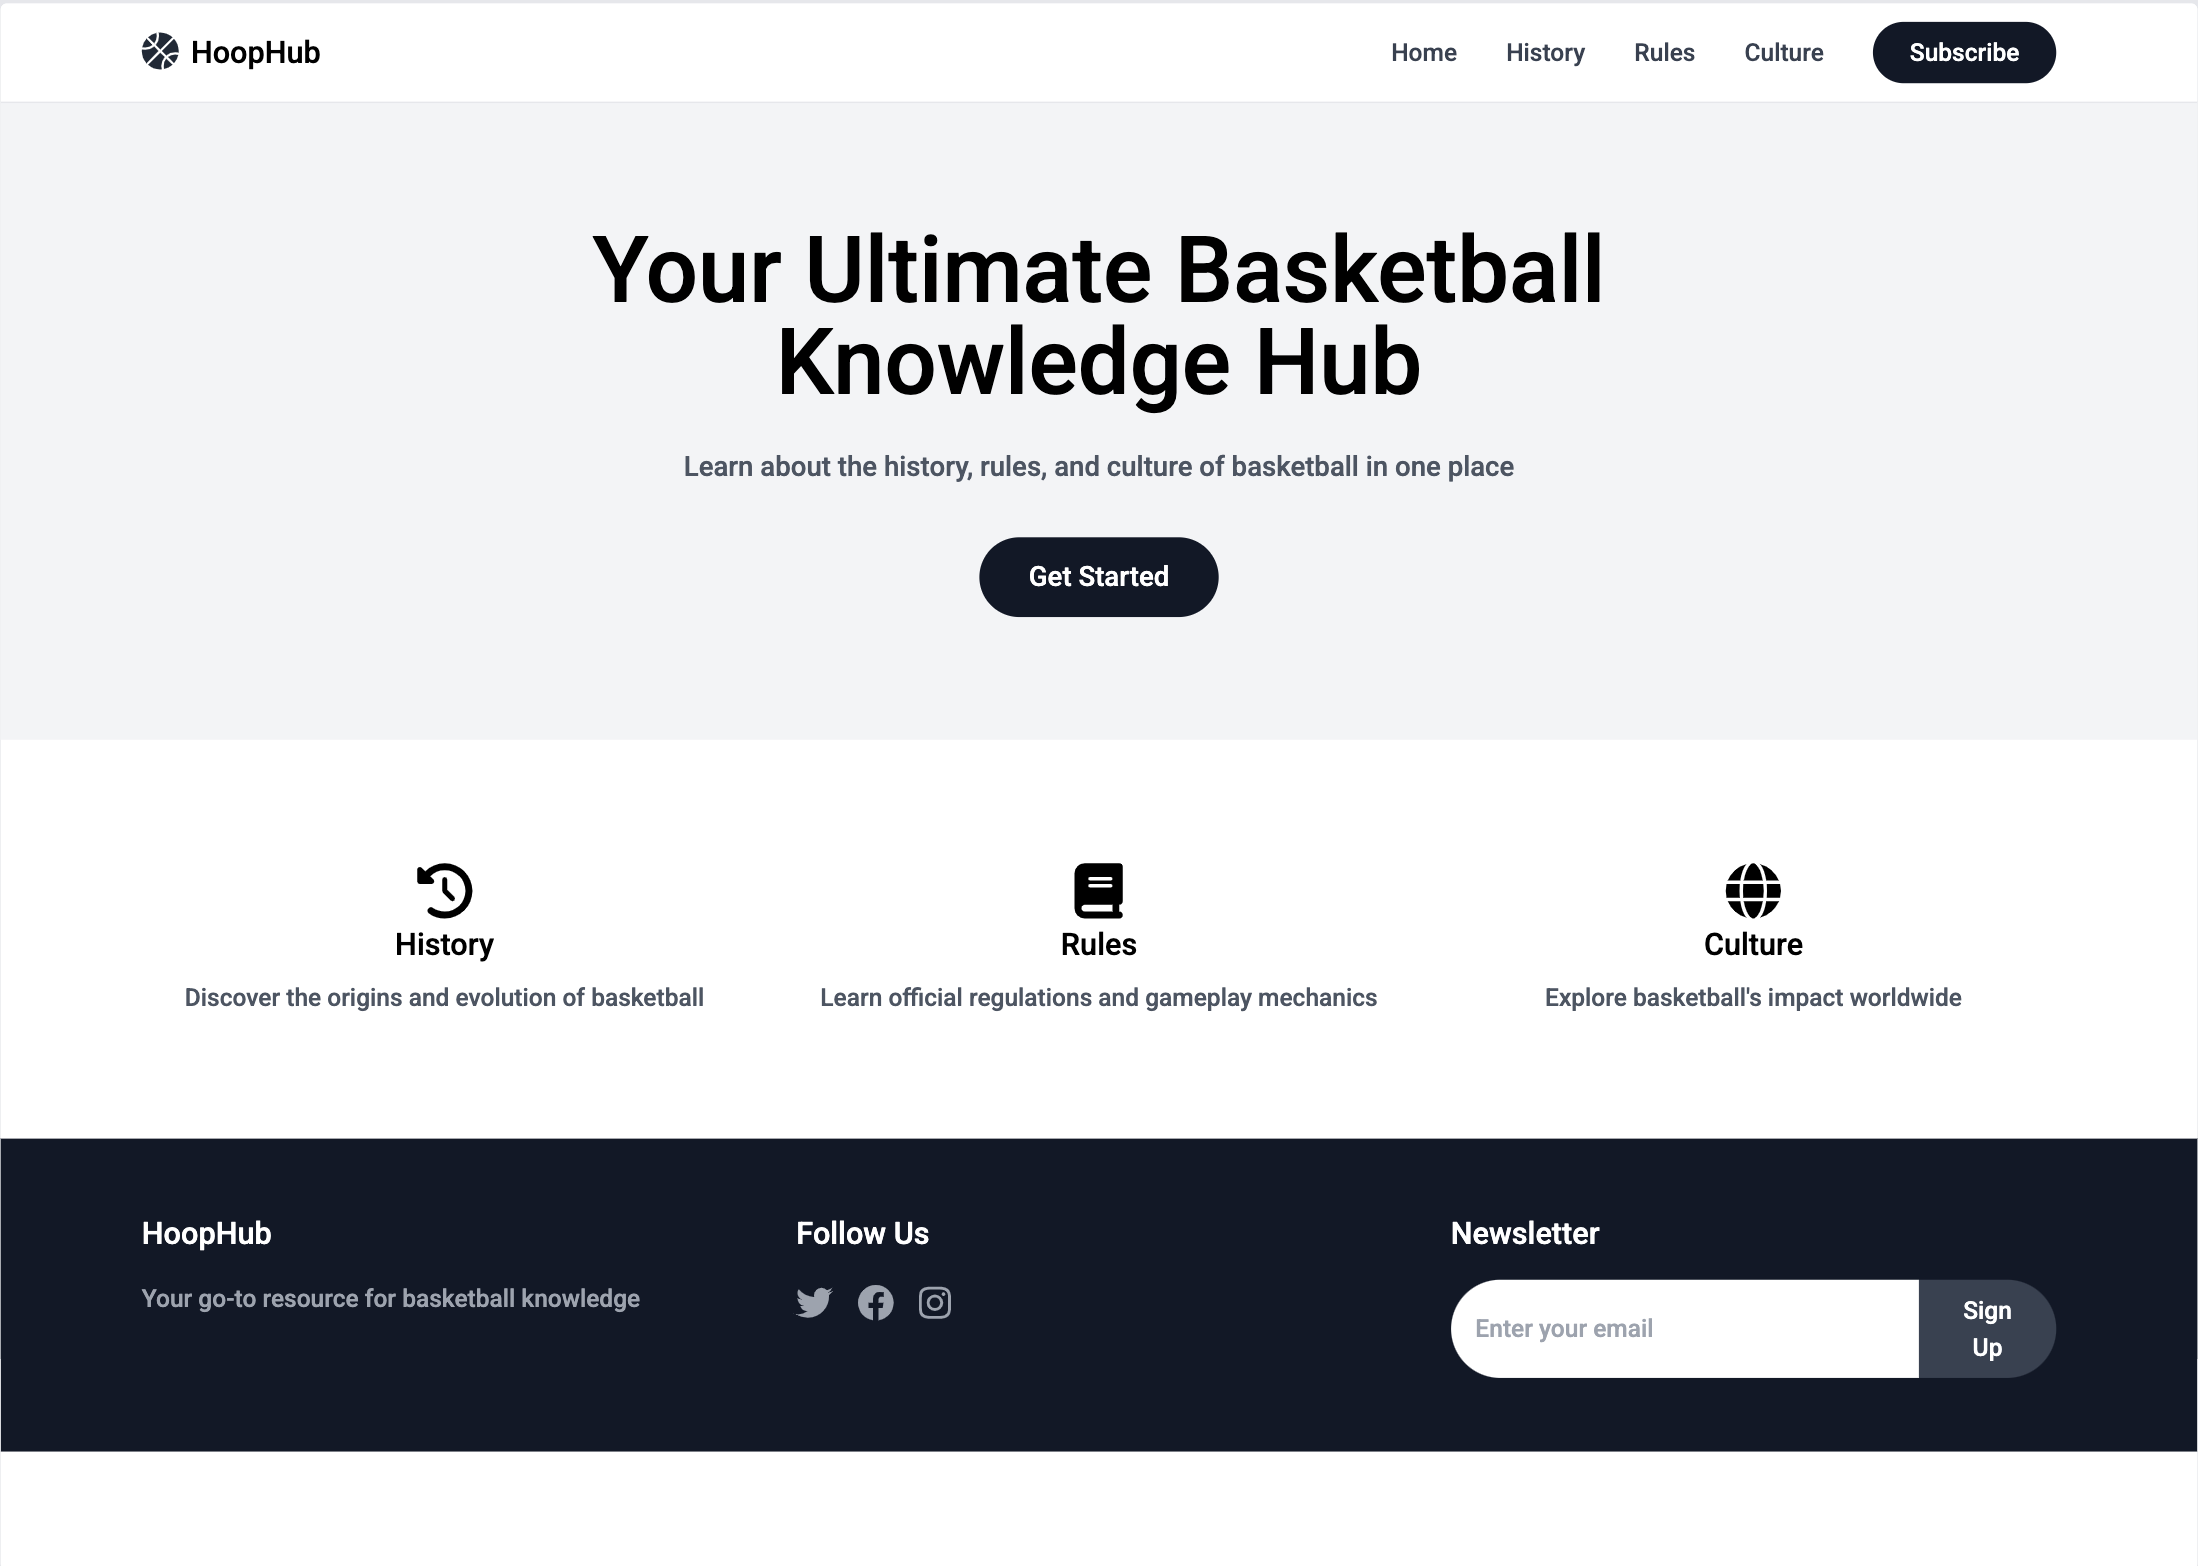 HoopHub
Home
History
Rules
Culture
Subscribe
Your Ultimate Basketball
Knowledge Hub
Learn about the history, rules, and culture of basketball in one place
Get Started
History
Discover the origins and evolution of basketball
Rules
Learn official regulations and gameplay mechanics
Culture
Explore basketball's impact worldwide
HoopHub
Your go-to resource for basketball knowledge
Follow Us
Newsletter
Enter your email
Sign
Up